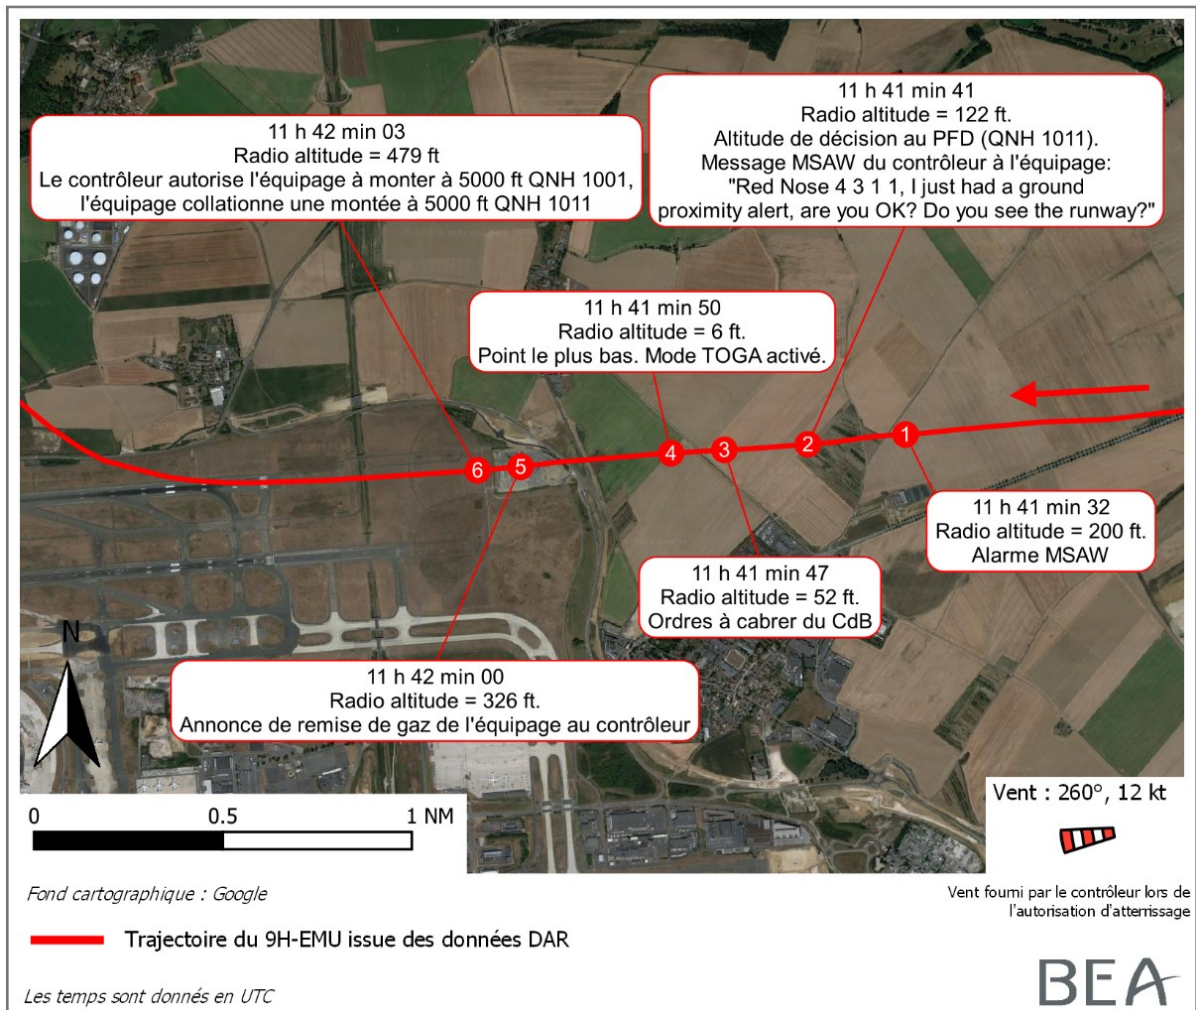 11 h 41 min 41
Radio altitude = 122 ft.
Altitude de décision au PFD (QNH 1011).
Message MSAW du contrôleur à l'équipage:
"Red Nose 4 3 1 1, I just had a ground
proximity alert, are you OK? Do you see the runway?"
11 h 42 min 03
Radio altitude = 479 ft
Le contrôleur autorise l'équipage à monter à 5000 ft QNH 1001,
l'équipage collationne une montée à 5000 ft QNH 1011
11 h 41 min 50
Radio altitude = 6 ft.
Point le plus bas. Mode TOGA activé.
6
5
4
3
2
1
11 h 41 min 32
Radio altitude = 200 ft.
Alarme MSAW
11 h 41 min 47
Radio altitude = 52 ft.
Ordres à cabrer du CdB
11 h 42 min 00
Radio altitude = 326 ft.
Annonce de remise de gaz de l'équipage au contrôleur
N
0 0.5 1 NM
Vent : 260°, 12 kt
Fond cartographique : Google
Vent fourni par le contrôleur lors de
l'autorisation d'atterrissage
Trajectoire du 9H-EMU issue des données DAR
Les temps sont donnés en UTC
BEA